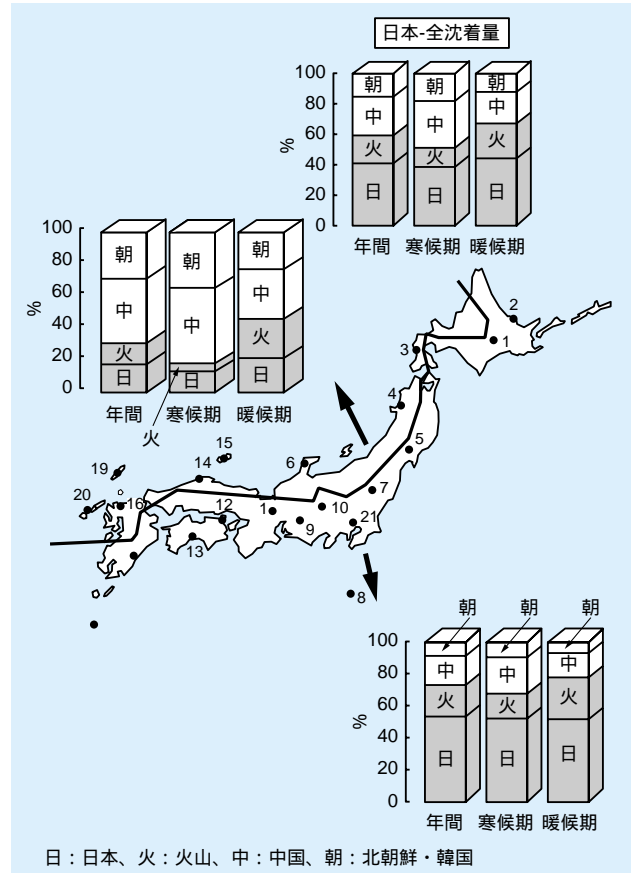 日本-全沈着量
100
80
60
40
20
0
%
朝 中 火 日
朝 中 火 日
朝 中 火 日
年間 寒候期 暖候期
100
80
60
40
20
0
%
朝 中 火 日
朝 中 日
朝 中 火 日
年間 寒候期 暖候期
火
2
1
3
4
5
15
6
14
19
7
20
16
12
1
10
21
9
13
8
朝 朝 朝
100
80
60
40
20
0
%
中 火 日
中 火 日
中 火 日
年間 寒候期 暖候期
日：日本、火：火山、中：中国、朝：北朝鮮・韓国